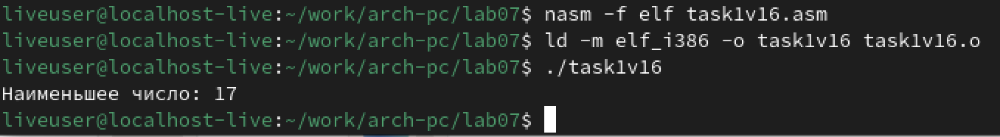 liveuser@localhost-live:~/work/arch-pc/lab07$ nasm -f elf task1v16.asm
liveuser@localhost-live:~/work/arch-pc/lab07$ ld -m elf_i386 -o task1v16 task1v16.o
liveuser@localhost-live:~/work/arch-pc/lab07$ ./task1v16
Наименьшее число: 17
liveuser@localhost-live:~/work/arch-pc/lab07$